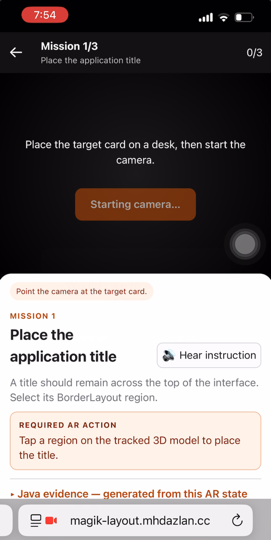 7:54
Mission 1/3
Place the application title
0/3
Place the target card on a desk, then start the
camera.
Starting camera...
Point the camera at the target card.
MISSION 1
Place the
application title
Hear instruction
A title should remain across the top of the interface.
Select its BorderLayout region.
REQUIRED AR ACTION
Tap a region on the tracked 3D model to place
the title.
Java evidence — generated from this AR state
magik-layout.mhdazlan.cc